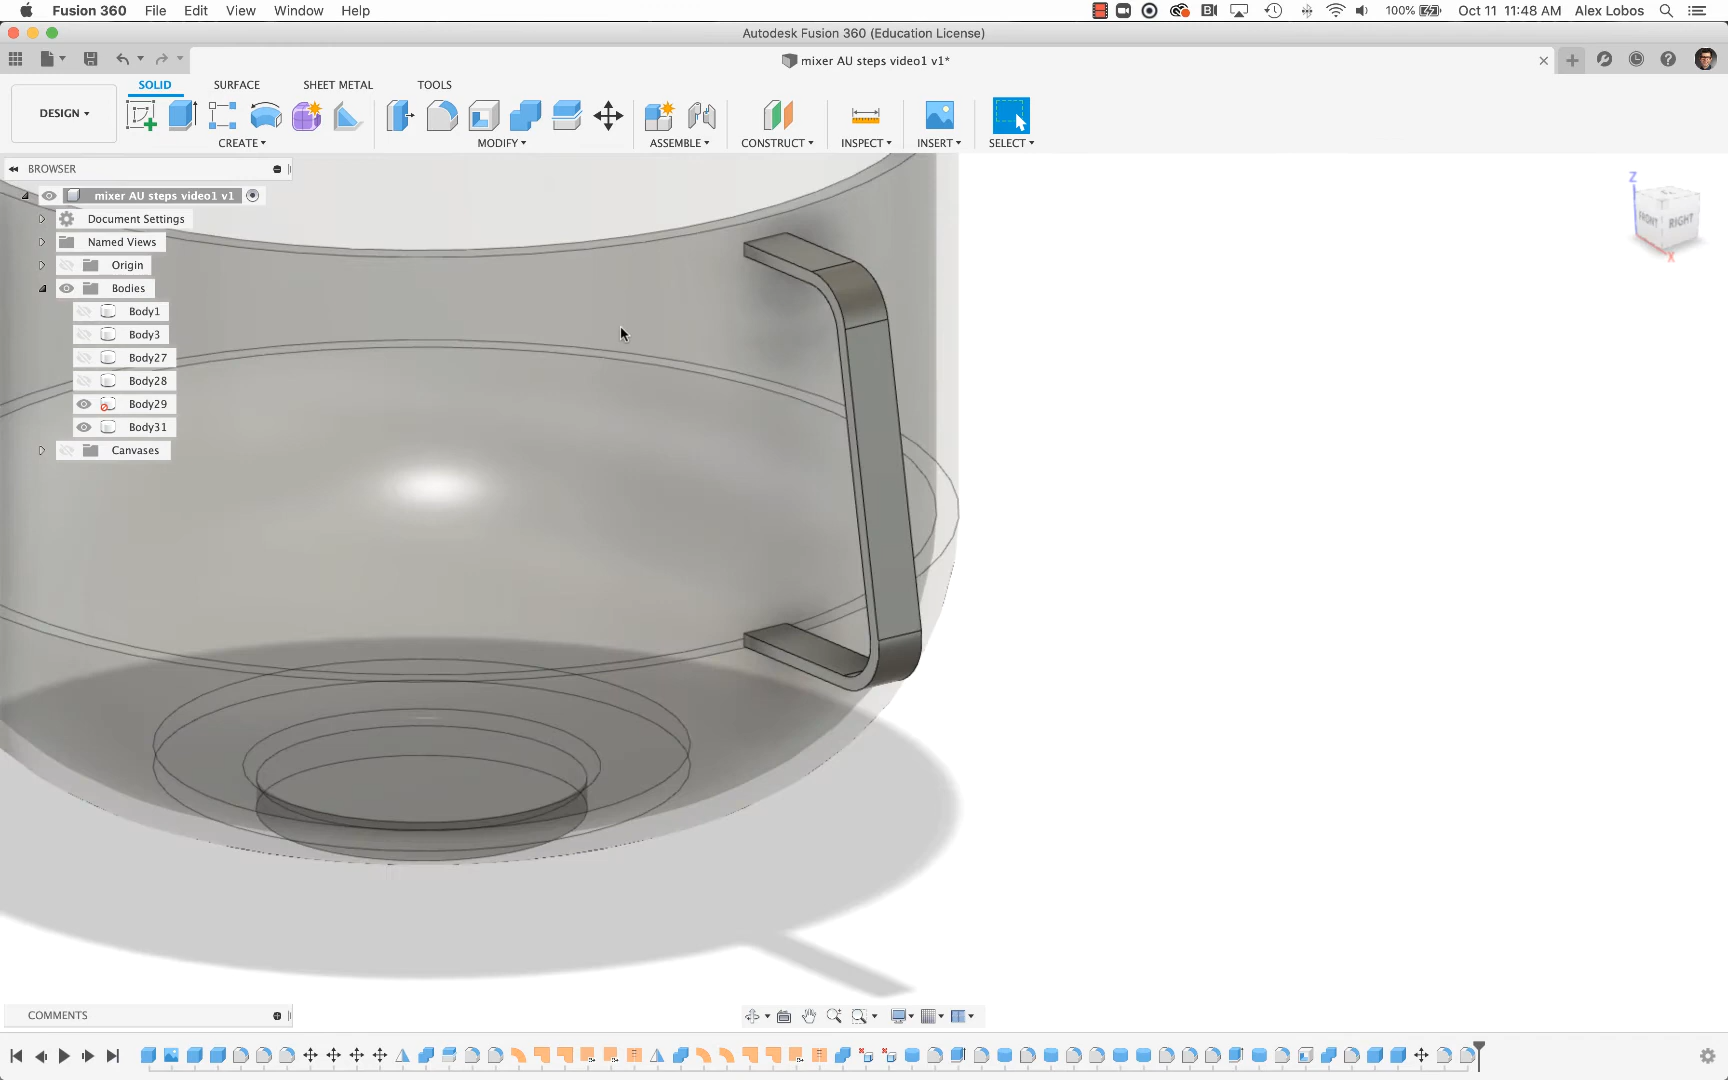 Fusion 360 File Edit View Window Help 100% Oct 11 11:48 AM Alex Lobos
Autodesk Fusion 360 (Education License)
mixer AU steps video1 v1*
SOLID SURFACE SHEET METAL TOOLS
DESIGN
CREATE MODIFY ASSEMBLE CONSTRUCT INSPECT INSERT SELECT
BROWSER
mixer AU steps video1 v1
Document Settings
Named Views
Origin
Bodies
Body1
Body3
Body27
Body28
Body29
Body31
Canvases
Z
FRONT RIGHT
X
COMMENTS